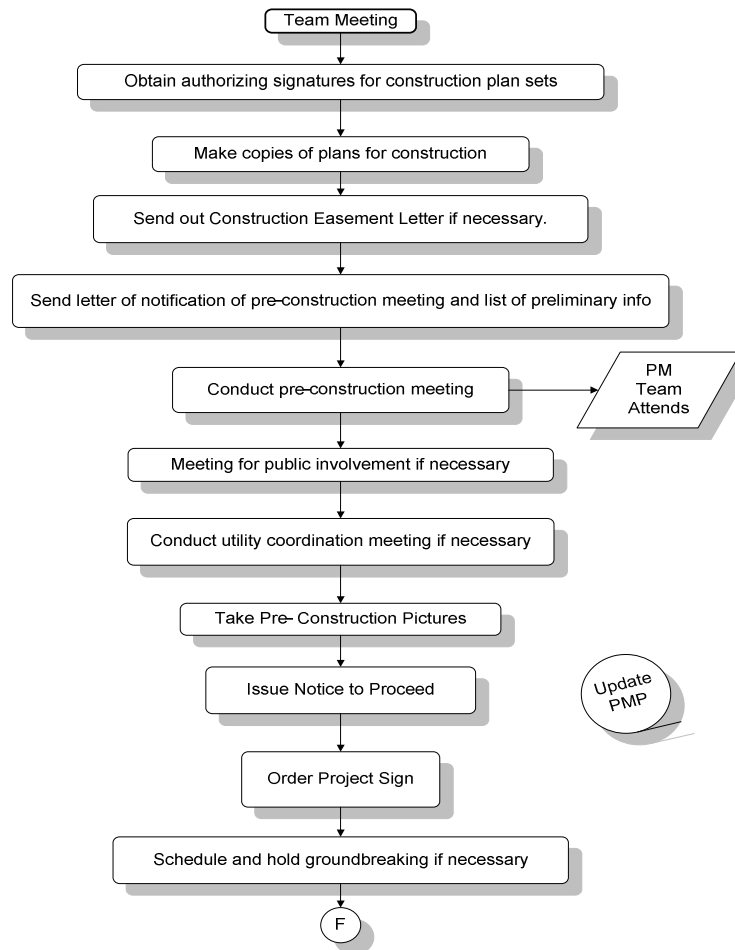 Team Meeting
Obtain authorizing signatures for construction plan sets
Make copies of plans for construction
Send out Construction Easement Letter if necessary.
Send letter of notification of pre-construction meeting and list of preliminary info
Conduct pre-construction meeting
PM
Team
Attends
Meeting for public involvement if necessary
Conduct utility coordination meeting if necessary
Take Pre- Construction Pictures
Issue Notice to Proceed
Update
PMP
Order Project Sign
Schedule and hold groundbreaking if necessary
F